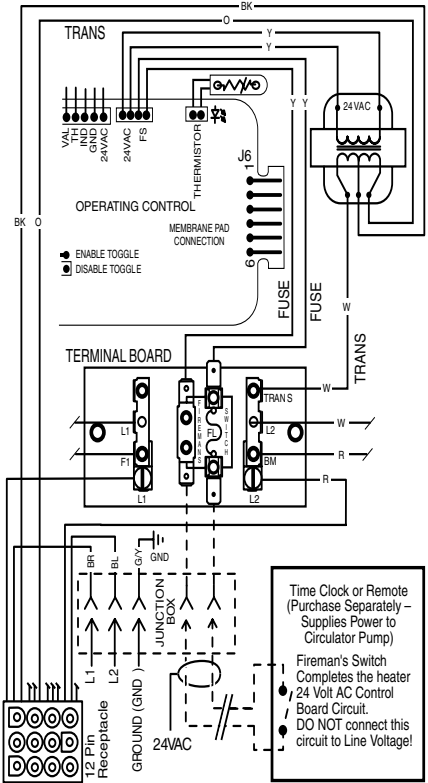 BK
O
TRANS
Y
Y
Y Y
24VAC
VAL
TH
IND
GND
24VAC
24VAC
FS
THERMISTOR
J6
1
6
OPERATING CONTROL
MEMBRANE PAD
CONNECTION
BK O
ENABLE TOGGLE
DISABLE TOGGLE
FUSE
FUSE
W
TRANS
TERMINAL BOARD
W
TRANS
FIREMANS
SWITCH
L1
FL
L2
W
F1
BM
R
L1
L2
R
BR
BL
G/Y
GND
JUNCTION
BOX
L1
L2
GROUND (GND )
24VAC
12 Pin
Receptacle
Time Clock or Remote
(Purchase Separately –
Supplies Power to
Circulator Pump)
Fireman's Switch
Completes the heater
24 Volt AC Control
Board Circuit.
DO NOT connect this
circuit to Line Voltage!